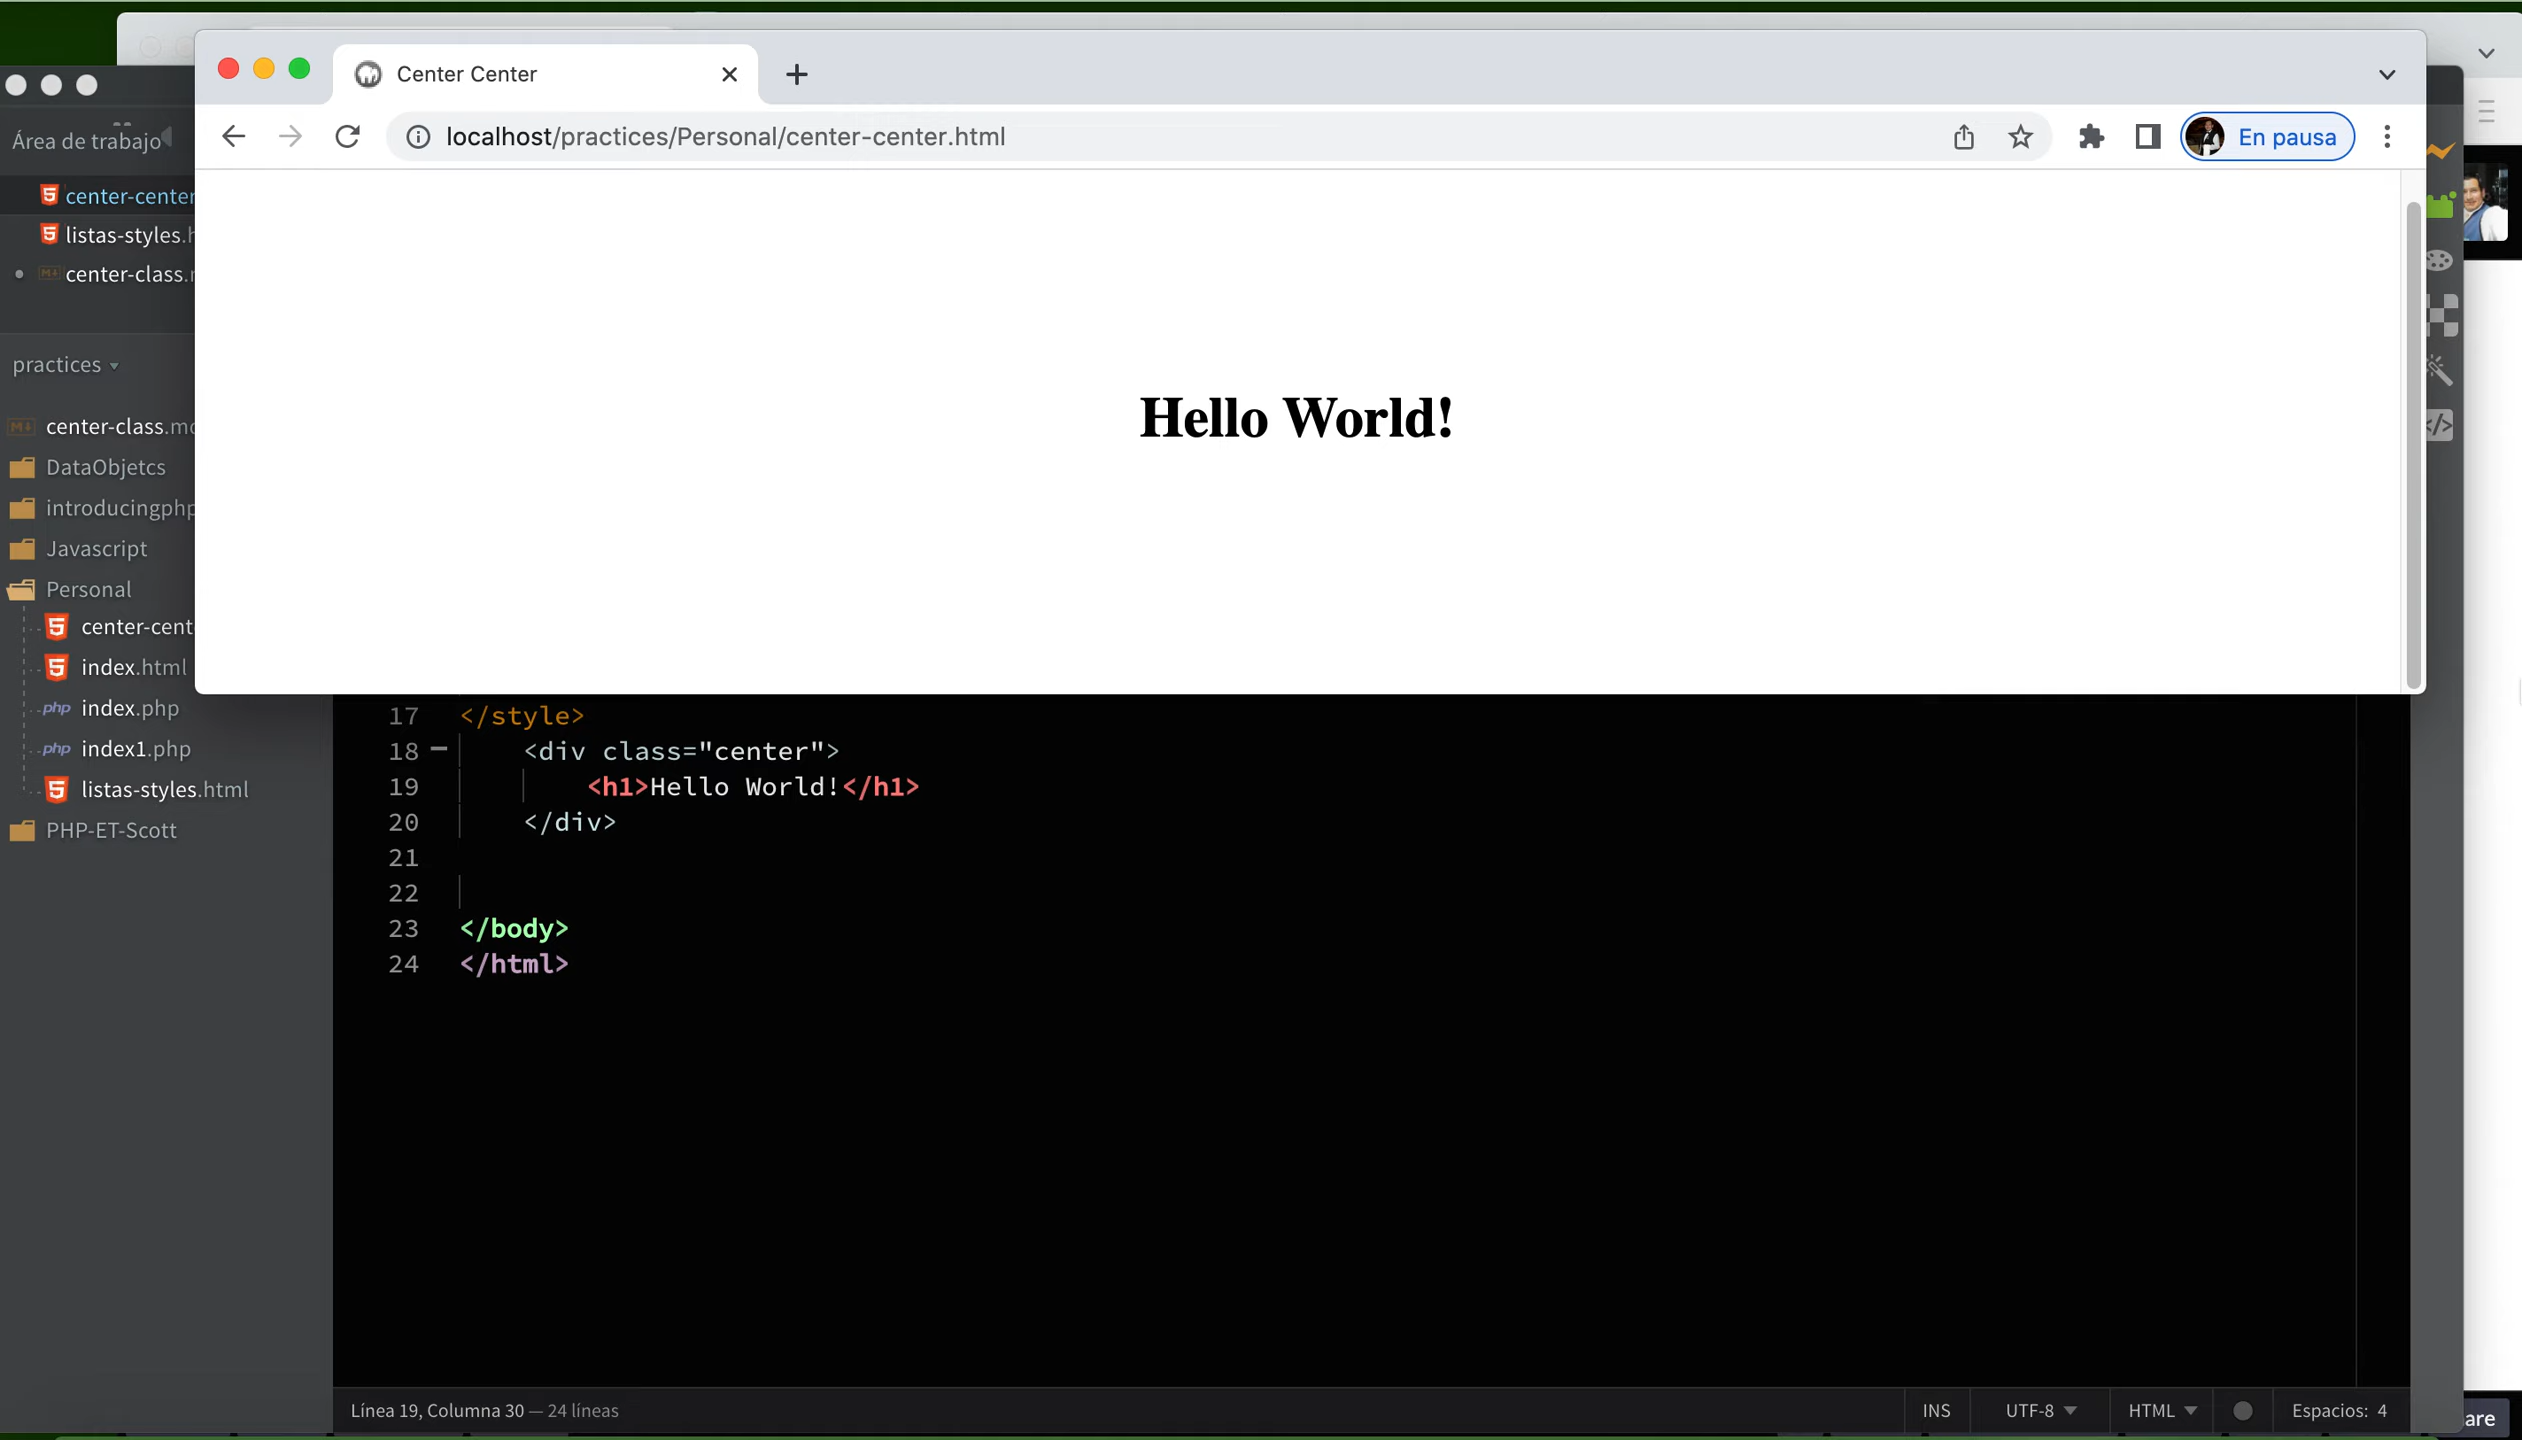 Center Center
localhost/practices/Personal/center-center.html
En pausa
Área de trabajo
center-center
listas-styles.h
center-class.
practices
center-class.m
DataObjetcs
introducingphp
Javascript
Personal
center-cent
index.html
index.php
index1.php
listas-styles.html
PHP-ET-Scott
Hello World!
17 </style>
18 <div class="center">
19 <h1>Hello World!</h1>
20 </div>
21
22
23 </body>
24 </html>
Línea 19, Columna 30 — 24 líneas
INS
UTF-8
HTML
Espacios: 4
are